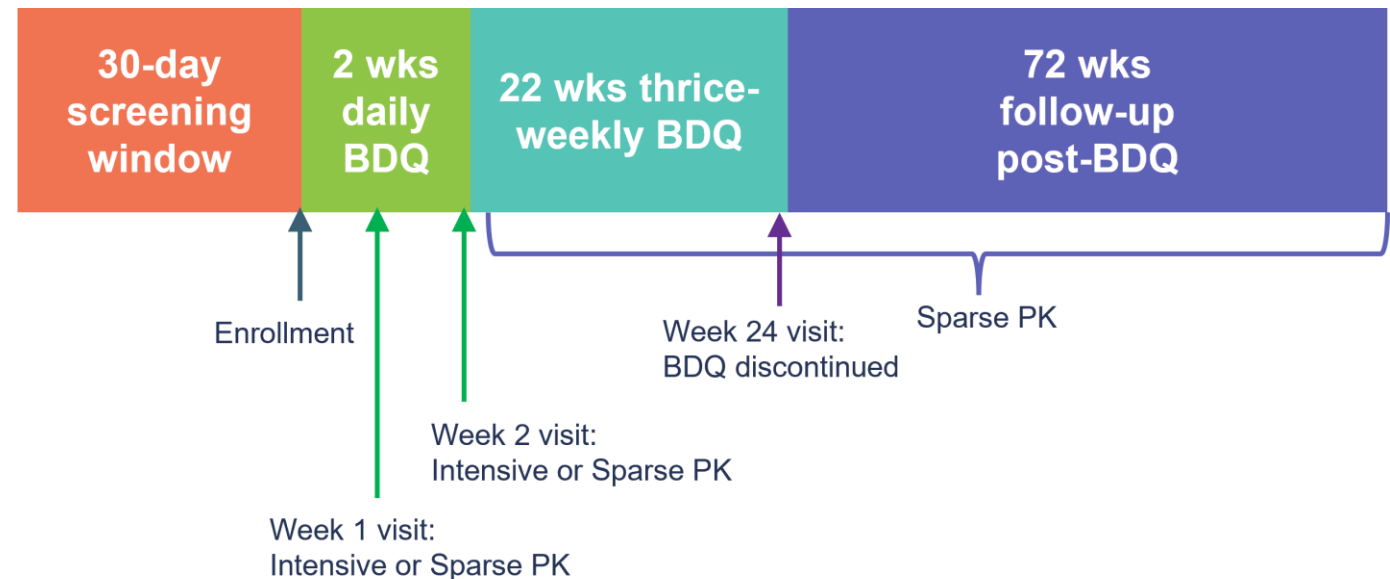 30-day
screening
window
2 wks
daily
BDQ
22 wks thrice-
weekly BDQ
72 wks
follow-up
post-BDQ
Enrollment
Week 1 visit:
Intensive or Sparse PK
Week 2 visit:
Intensive or Sparse PK
Week 24 visit:
BDQ discontinued
Sparse PK